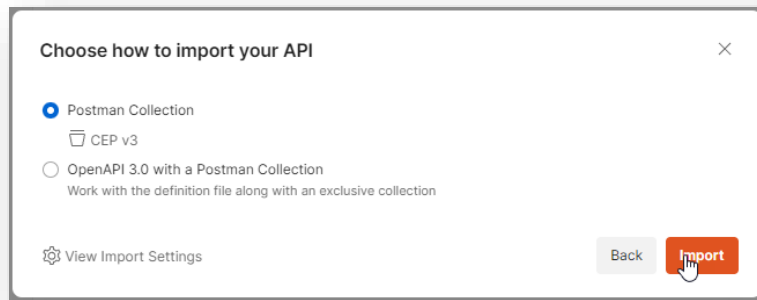 Choose how to import your API
Postman Collection
CEP v3
OpenAPI 3.0 with a Postman Collection
Work with the definition file along with an exclusive collection
View Import Settings
Back
Import